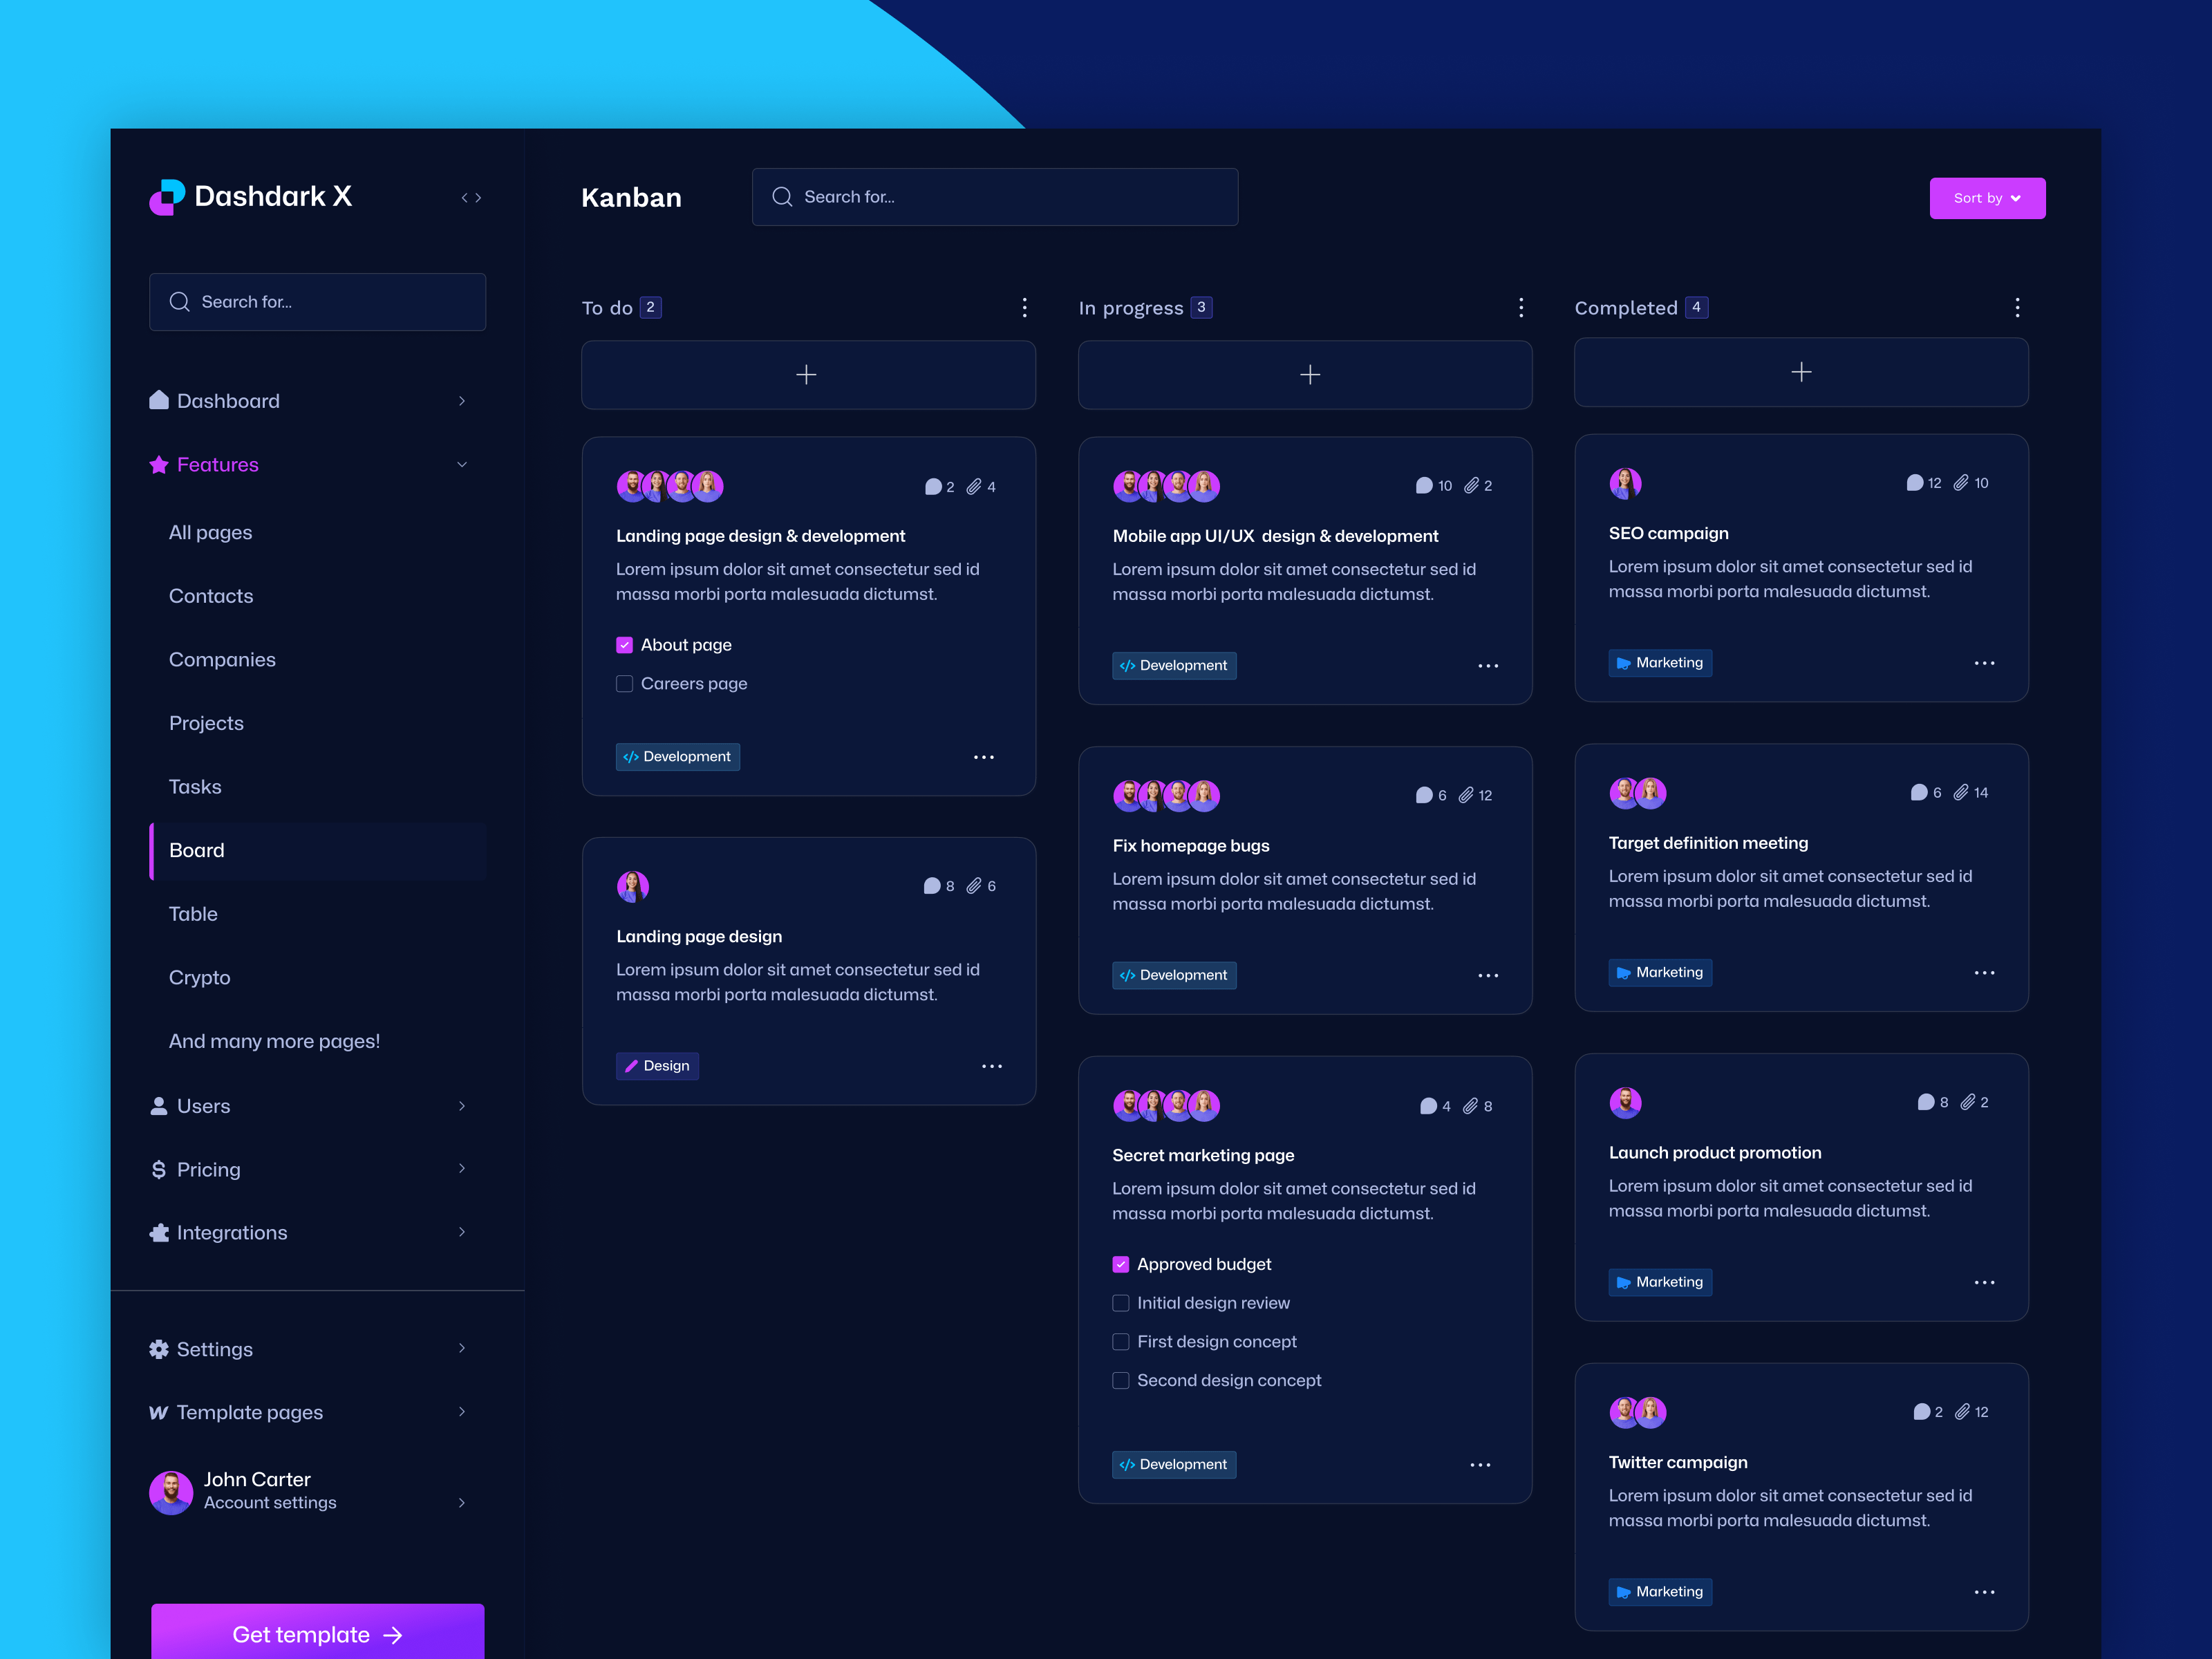 Dashdark X
Search for...
Dashboard
Features
All pages
Contacts
Companies
Projects
Tasks
Board
Table
Crypto
And many more pages!
Users
Pricing
Integrations
Settings
Template pages
John Carter
Account settings
Get template
Kanban
Search for...
Sort by
To do 2
2 4
Landing page design & development
Lorem ipsum dolor sit amet consectetur sed id
massa morbi porta malesuada dictumst.
About page
Careers page
Development
8 6
Landing page design
Lorem ipsum dolor sit amet consectetur sed id
massa morbi porta malesuada dictumst.
Design
In progress 3
10 2
Mobile app UI/UX design & development
Lorem ipsum dolor sit amet consectetur sed id
massa morbi porta malesuada dictumst.
Development
6 12
Fix homepage bugs
Lorem ipsum dolor sit amet consectetur sed id
massa morbi porta malesuada dictumst.
Development
4 8
Secret marketing page
Lorem ipsum dolor sit amet consectetur sed id
massa morbi porta malesuada dictumst.
Approved budget
Initial design review
First design concept
Second design concept
Development
Completed 4
12 10
SEO campaign
Lorem ipsum dolor sit amet consectetur sed id
massa morbi porta malesuada dictumst.
Marketing
6 14
Target definition meeting
Lorem ipsum dolor sit amet consectetur sed id
massa morbi porta malesuada dictumst.
Marketing
8 2
Launch product promotion
Lorem ipsum dolor sit amet consectetur sed id
massa morbi porta malesuada dictumst.
Marketing
2 12
Twitter campaign
Lorem ipsum dolor sit amet consectetur sed id
massa morbi porta malesuada dictumst.
Marketing